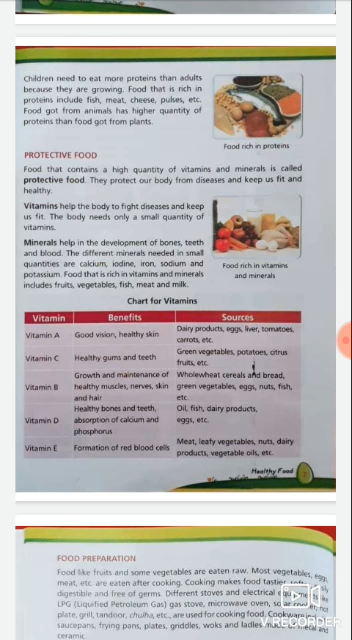 Children need to eat more proteins than adults
because they are growing. Food that is rich in
proteins include fish, meat, cheese, pulses, etc.
Food got from animals has higher quantity of
proteins than food got from plants.
Food rich in proteins
PROTECTIVE FOOD
Food that contains a high quantity of vitamins and minerals is called
protective food. They protect our body from diseases and keep us fit and
healthy.
Vitamins help the body to fight diseases and keep
us fit. The body needs only a small quantity of
vitamins.
Minerals help in the development of bones, teeth
and blood. The different minerals needed in small
quantities are calcium, iodine, iron, sodium and
potassium. Food that is rich in vitamins and minerals
includes fruits, vegetables, fish, meat and milk.
Food rich in vitamins
and minerals
Chart for Vitamins
Vitamin Benefits Sources
Vitamin A Good vision, healthy skin Dairy products, eggs, liver, tomatoes,
carrots, etc.
Vitamin C Healthy gums and teeth Green vegetables, potatoes, citrus
fruits, etc.
Vitamin B Growth and maintenance of
healthy muscles, nerves, skin
and hair
Wholewheat cereals and bread,
green vegetables, eggs, nuts, fish,
etc.
Vitamin D Healthy bones and teeth,
absorption of calcium and
phosphorus
Oil, fish, dairy products,
eggs, etc.
Vitamin E Formation of red blood cells Meat, leafy vegetables, nuts, dairy
products, vegetable oils, etc.
Healthy Food
FOOD PREPARATION
Food like fruits and some vegetables are eaten raw. Most vegetables, egg,
meat, etc. are eaten after cooking. Cooking makes food tastier,
digestible and free of germs. Different stoves and electrical
LPG (Liquified Petroleum Gas) gas stove, microwave oven, solar
plate, grill, tandoor, chulha, etc., are used for cooking food.
saucepans, frying pans, plates, griddles, woks and ladles
ceramic.
V RECORDER